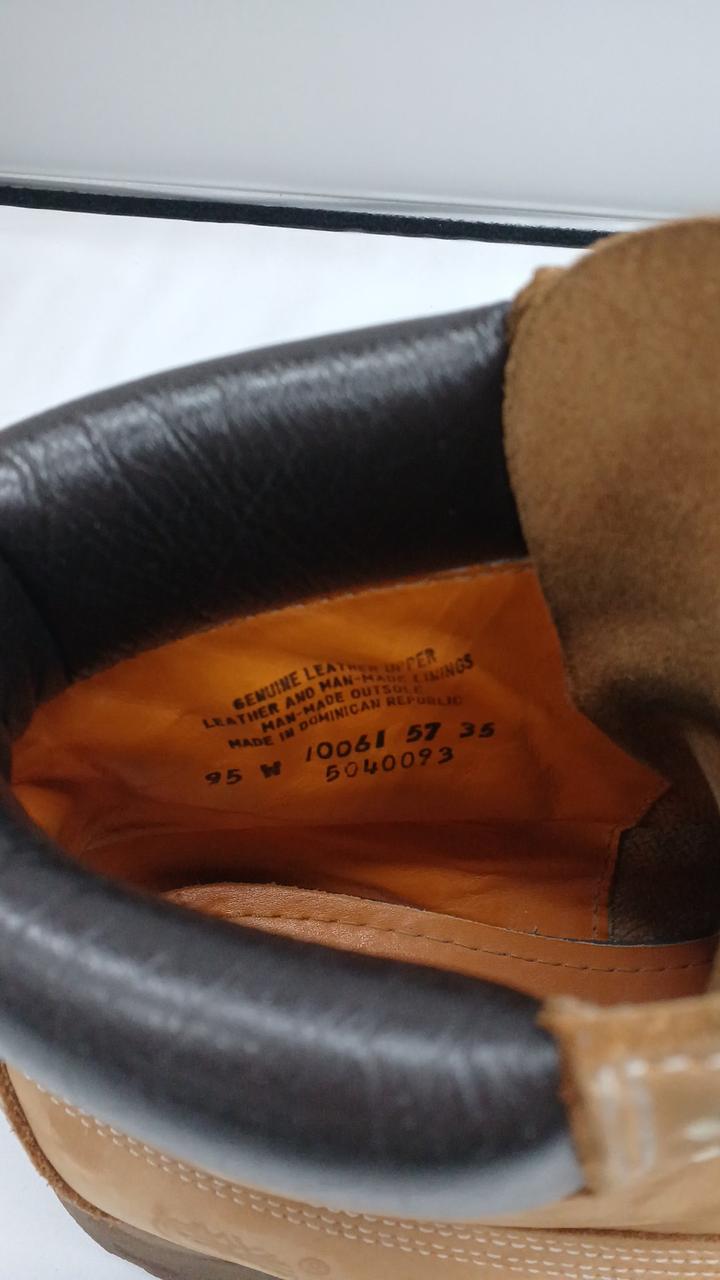 GENUINE LEATHER UPPER
LEATHER AND MAN-MADE LININGS
MAN-MADE OUTSOLE
MADE IN DOMINICAN REPUBLIC
95 W 10061 57 35
5040093
®